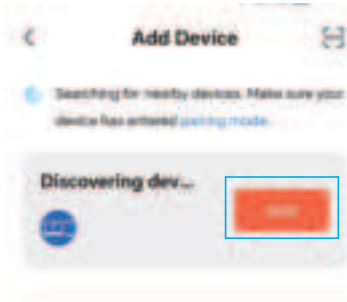 Add Device
Searching for nearby devices. Make sure your
device has entered pairing mode.
Discovering dev...